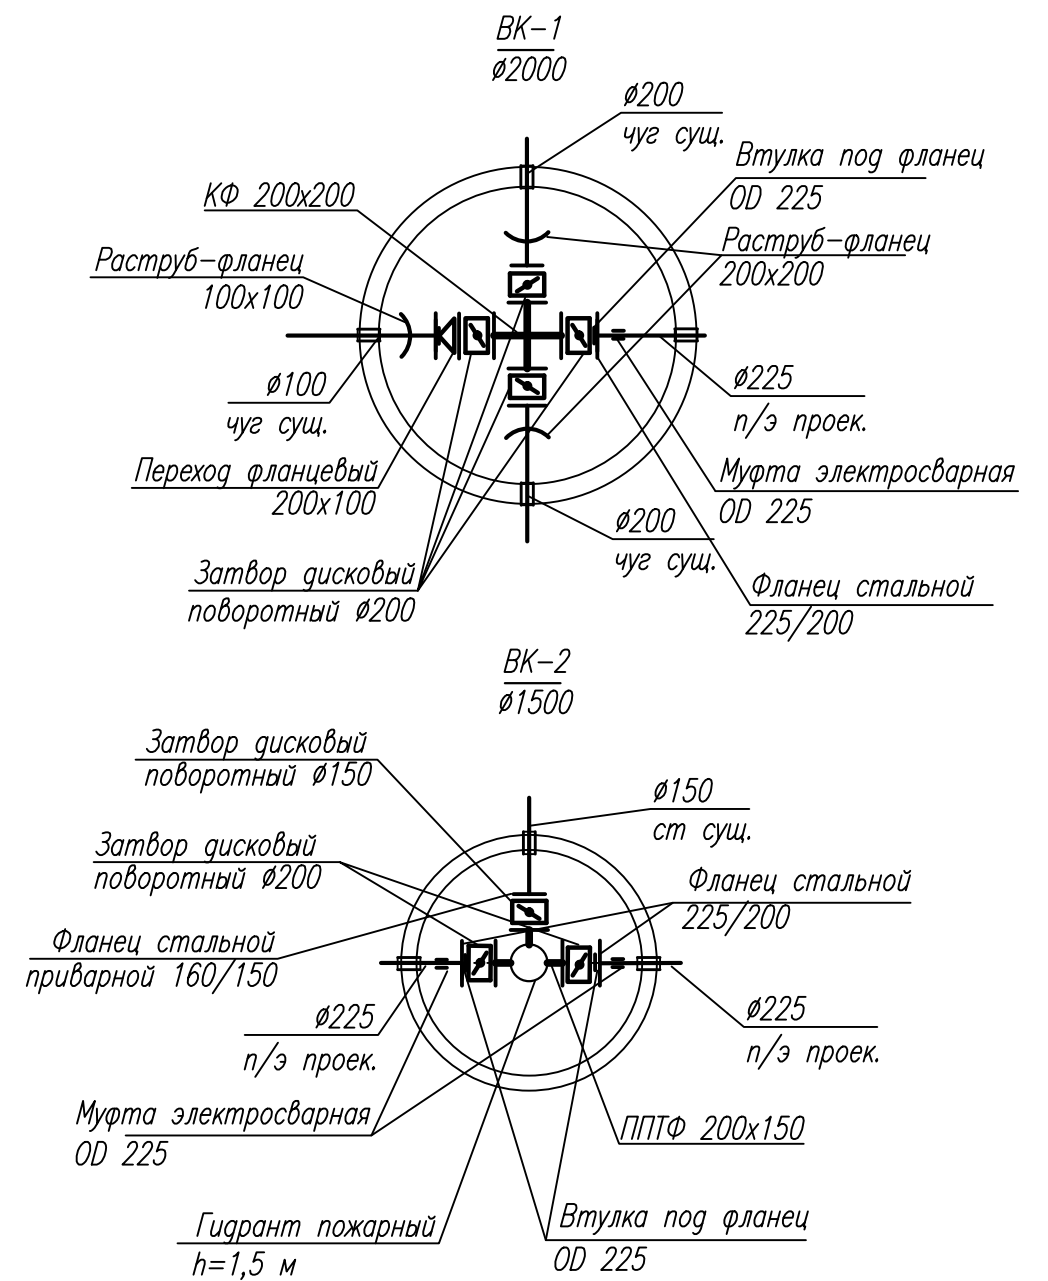 ВК-1
ø2000
ø200
чуг сущ.
Втулка под фланец
OD 225
КФ 200х200
Раструб-фланец
200х200
Раструб-фланец
100х100
ø100
чуг сущ.
ø225
п/э проек.
Переход фланцевый
200х100
Муфта электросварная
OD 225
ø200
чуг сущ.
Затвор дисковый
поворотный ø200
Фланец стальной
225/200
ВК-2
ø1500
Затвор дисковый
поворотный ø150
ø150
ст сущ.
Затвор дисковый
поворотный ø200
Фланец стальной
225/200
Фланец стальной
приварной 160/150
ø225
п/э проек.
ø225
п/э проек.
Муфта электросварная
OD 225
ППТФ 200х150
Гидрант пожарный
h=1,5 м
Втулка под фланец
OD 225